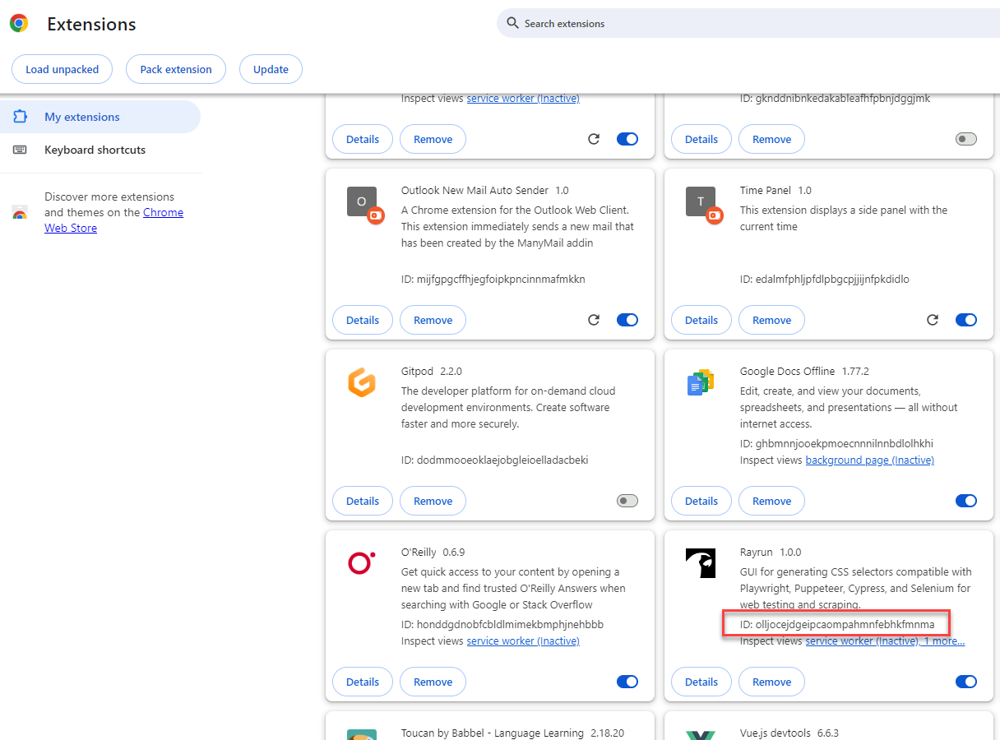 Extensions
Search extensions
Load unpacked
Pack extension
Update
My extensions
Keyboard shortcuts
Discover more extensions
and themes on the Chrome
Web Store
Inspect views service worker (Inactive)
Details
Remove
ID: gknddnibnkedakableafhfpbnjdggjmk
Details
Remove
O
Outlook New Mail Auto Sender 1.0
A Chrome extension for the Outlook Web Client.
This extension immediately sends a new mail that
has been created by the ManyMail addin
ID: mijfgpgcffhjegfoipkpncinnmafmkkn
Details
Remove
T
Time Panel 1.0
This extension displays a side panel with the
current time
ID: edalmfphljpfdlpbgcpjjijnfpkdidlo
Details
Remove
Gitpod 2.2.0
The developer platform for on-demand cloud
development environments. Create software
faster and more securely.
ID: dodmmooeoklaejobgleioelladacbeki
Details
Remove
Google Docs Offline 1.77.2
Edit, create, and view your documents,
spreadsheets, and presentations — all without
internet access.
ID: ghbmnnjooekpmoecnnnilnnbdlolhkhi
Inspect views background page (Inactive)
Details
Remove
O'Reilly 0.6.9
Get quick access to your content by opening a
new tab and find trusted O'Reilly Answers when
searching with Google or Stack Overflow
ID: honddgdnobfcbldlmimekbmphjnehbbb
Inspect views service worker (Inactive)
Details
Remove
Rayrun 1.0.0
GUI for generating CSS selectors compatible with
Playwright, Puppeteer, Cypress, and Selenium for
web testing and scraping.
ID: olljocejdgeipcaompahmnfebhkfmnma
Inspect views service worker (Inactive), 1 more...
Details
Remove
Toucan by Babbel - Language Learning 2.18.20
Vue.js devtools 6.6.3